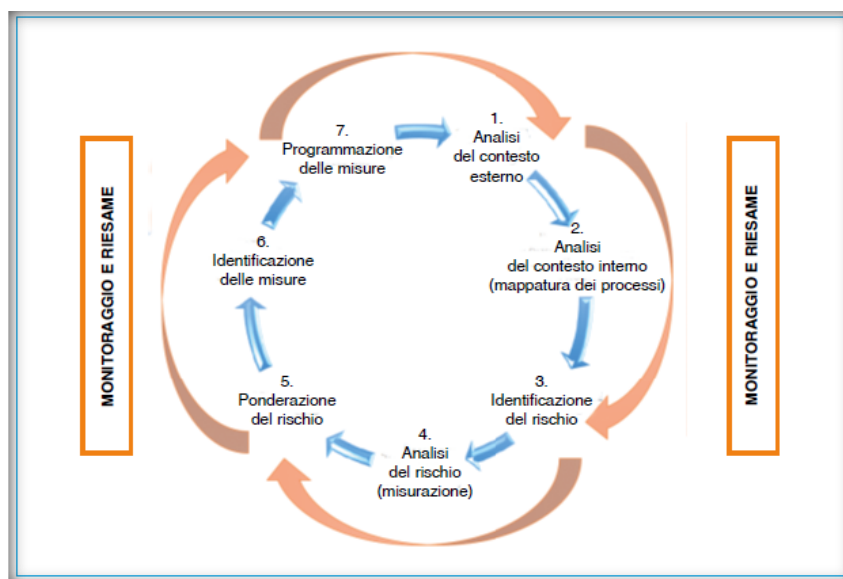 MONITORAGGIO E RIESAME
1.
Analisi
del contesto
esterno
2.
Analisi
del contesto interno
(mappatura dei processi)
3.
Identificazione
del rischio
4.
Analisi
del rischio
(misurazione)
5.
Ponderazione
del rischio
6.
Identificazione
delle misure
7.
Programmazione
delle misure
MONITORAGGIO E RIESAME